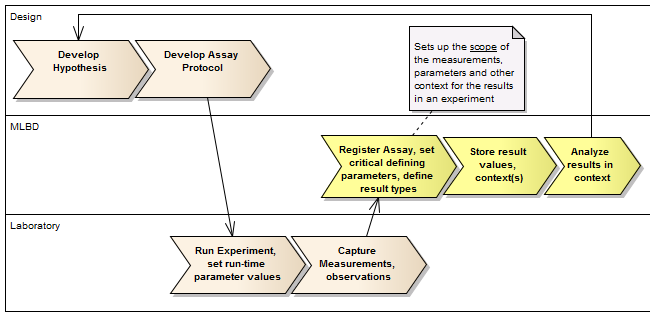 Design
Develop
Hypothesis
Develop Assay
Protocol
Sets up the scope of
the measurements,
parameters and other
context for the results
in an experiment
MLBD
Register Assay, set
critical defining
parameters, define
result types
Store result
values,
context(s)
Analyze
results in
context
Laboratory
Run Experiment,
set run-time
parameter values
Capture
Measurements,
observations